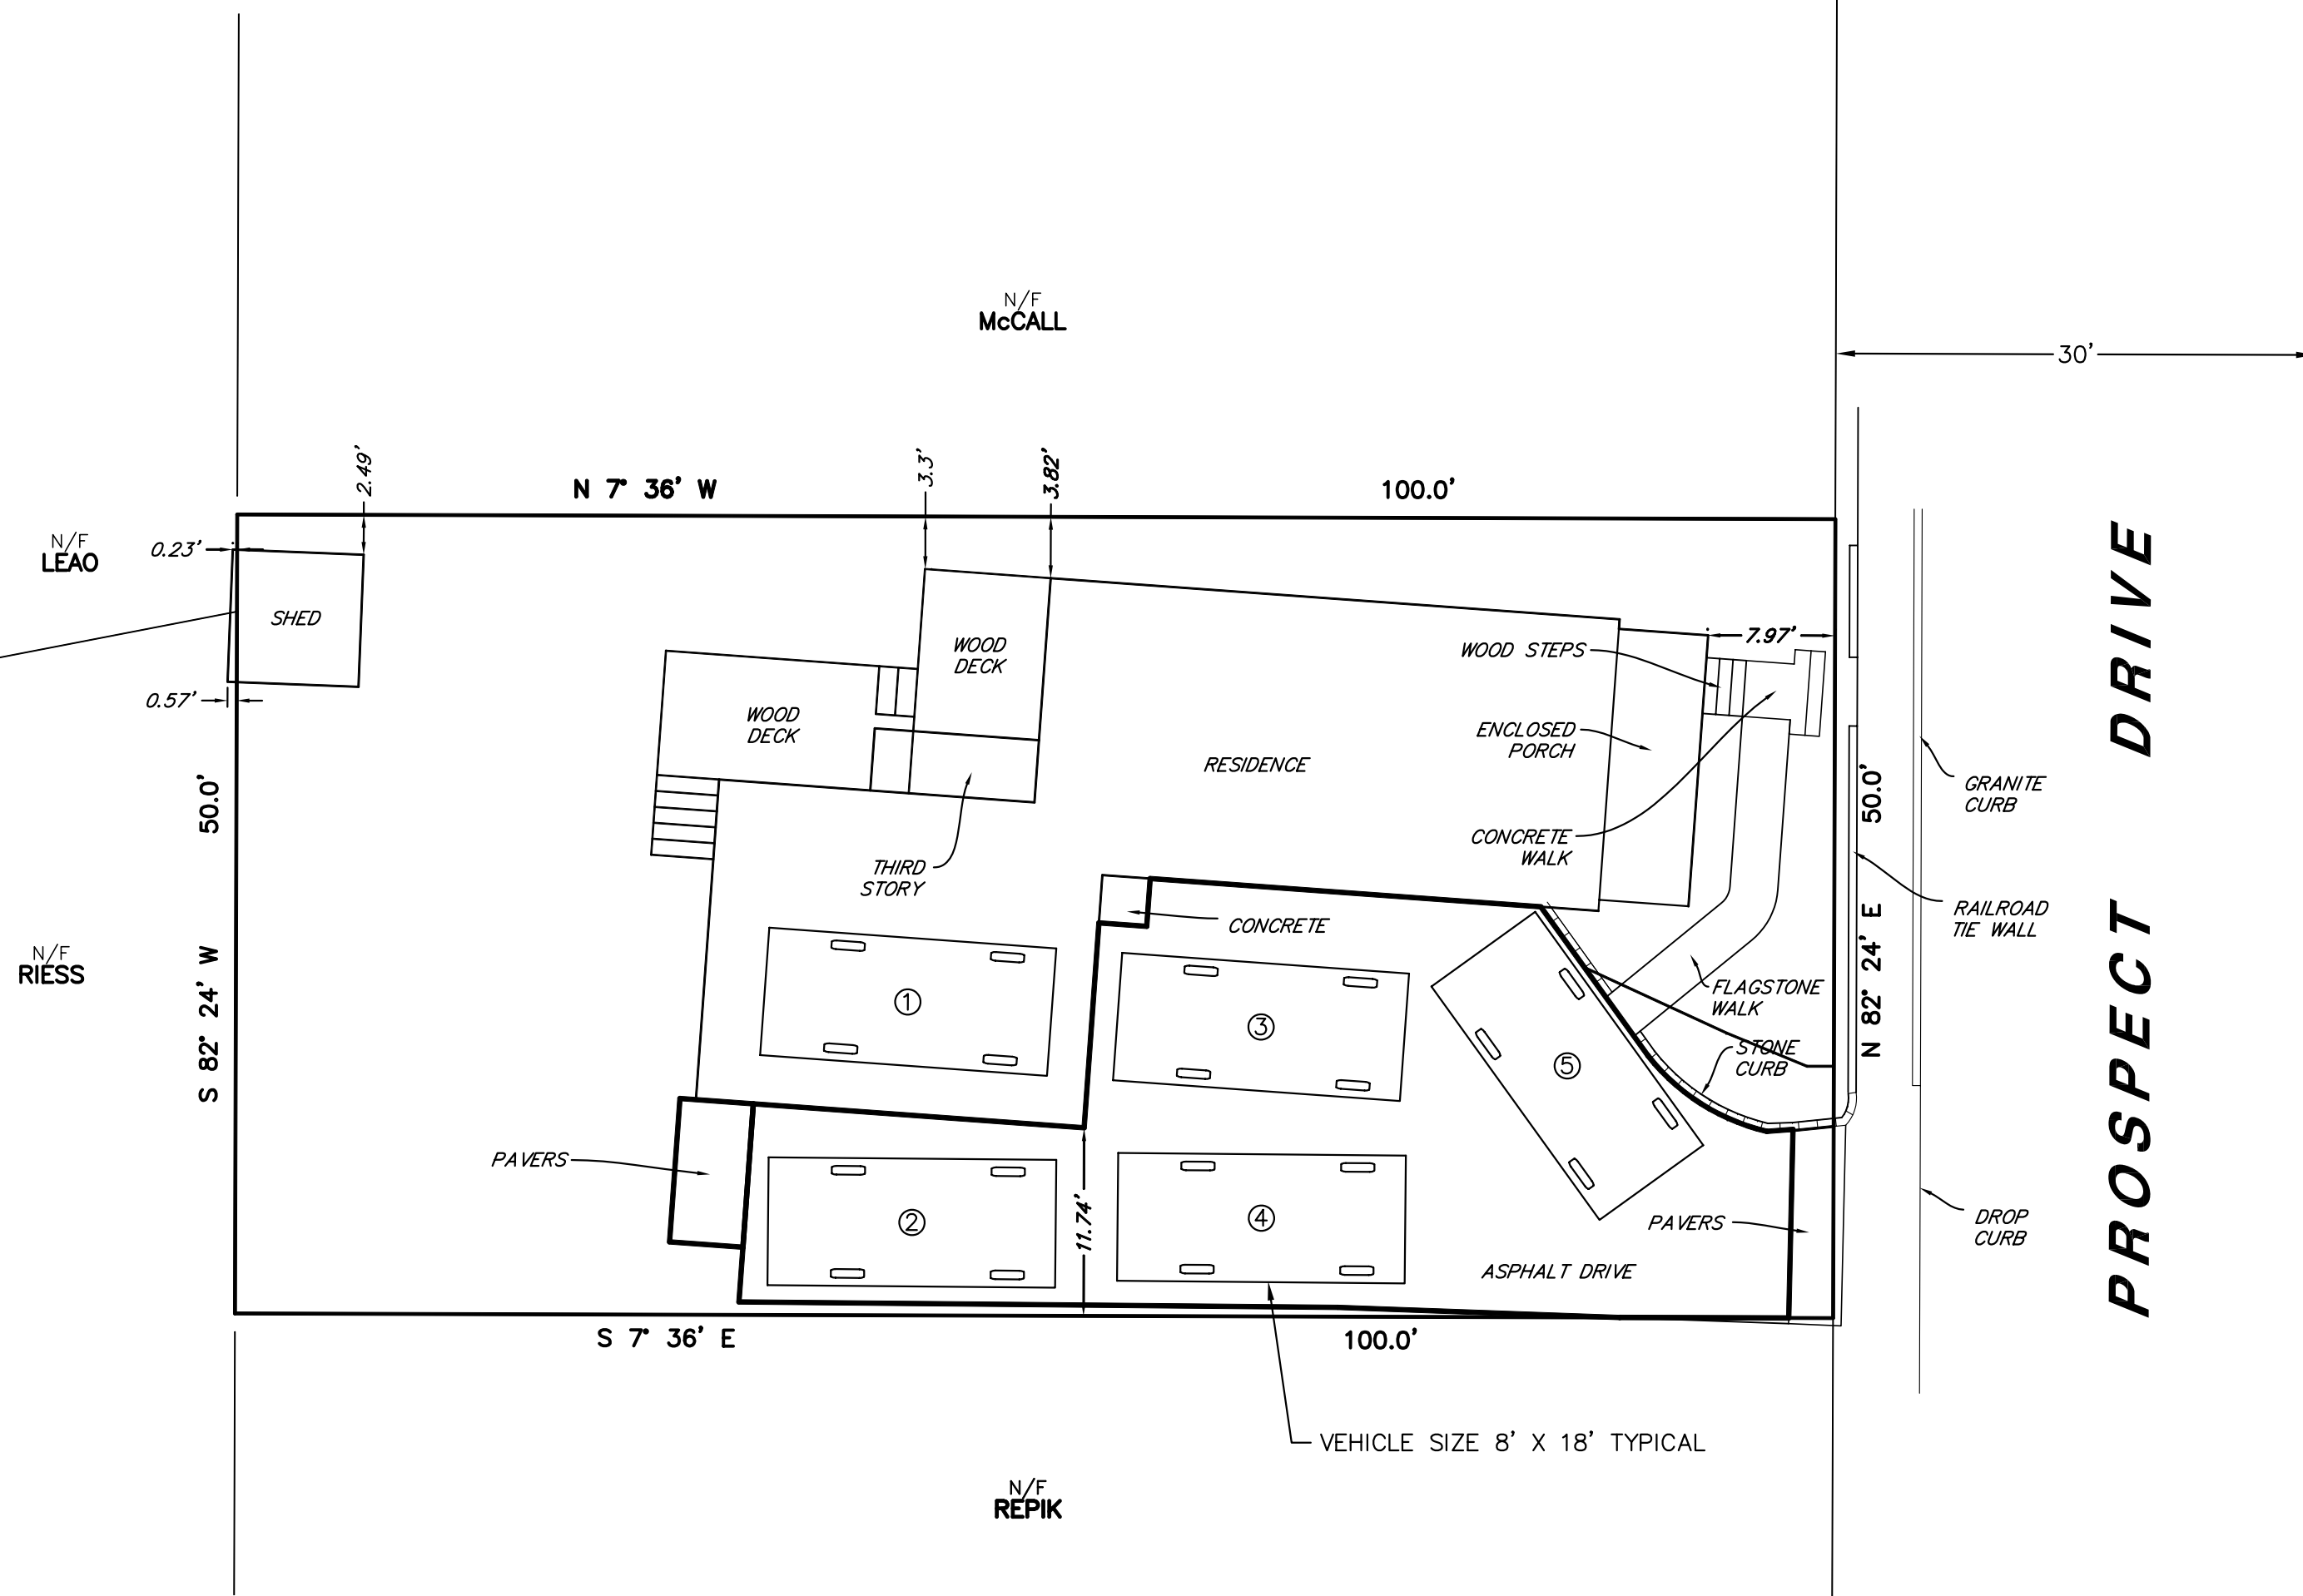 N/F
McCALL
30'
2.49'
3.3'
3.82'
N 7° 36' W
100.0'
N/F
LEAO
0.23'
SHED
0.57'
WOOD
DECK
WOOD
DECK
WOOD STEPS
7.97'
ENCLOSED
PORCH
RESIDENCE
CONCRETE
WALK
THIRD
STORY
CONCRETE
50.0'
S 82° 24' W
N/F
RIESS
50.0'
N 82° 24' E
GRANITE
CURB
RAILROAD
TIE WALL
FLAGSTONE
WALK
STONE
CURB
1
3
5
PAVERS
2
11.74'
4
PAVERS
ASPHALT DRIVE
DROP
CURB
PROSPECT DRIVE
S 7° 36' E
100.0'
VEHICLE SIZE 8' X 18' TYPICAL
N/F
REPIK